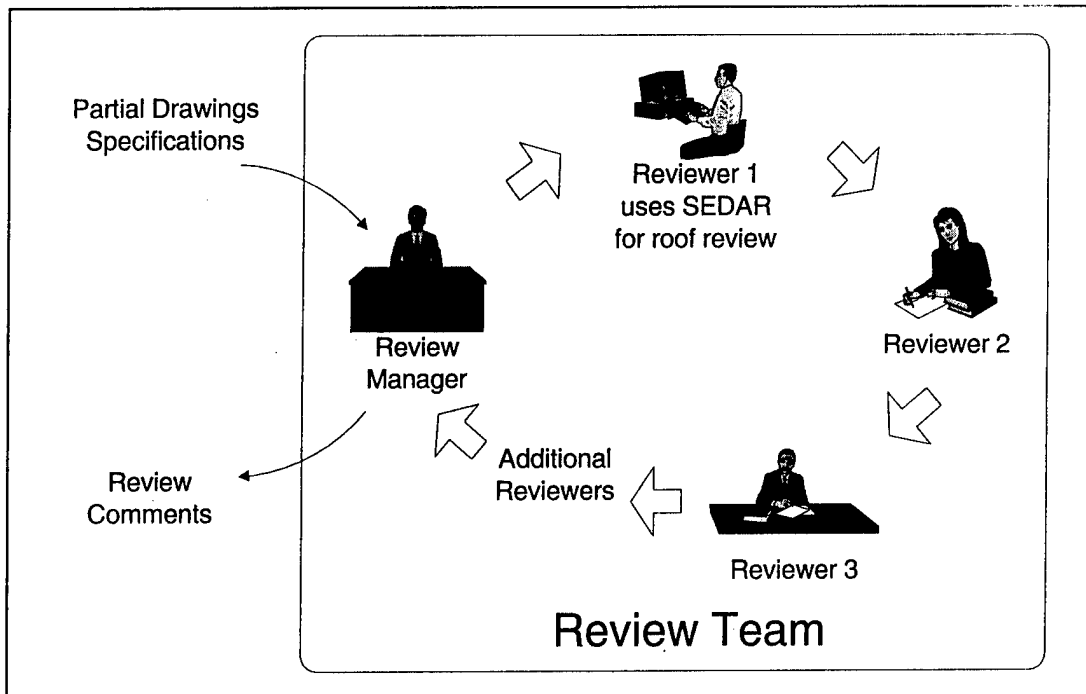 Partial Drawings
Specifications
Reviewer 1
uses SEDAR
for roof review
Reviewer 2
Review
Manager
Additional
Reviewers
Review
Comments
Reviewer 3
Review Team